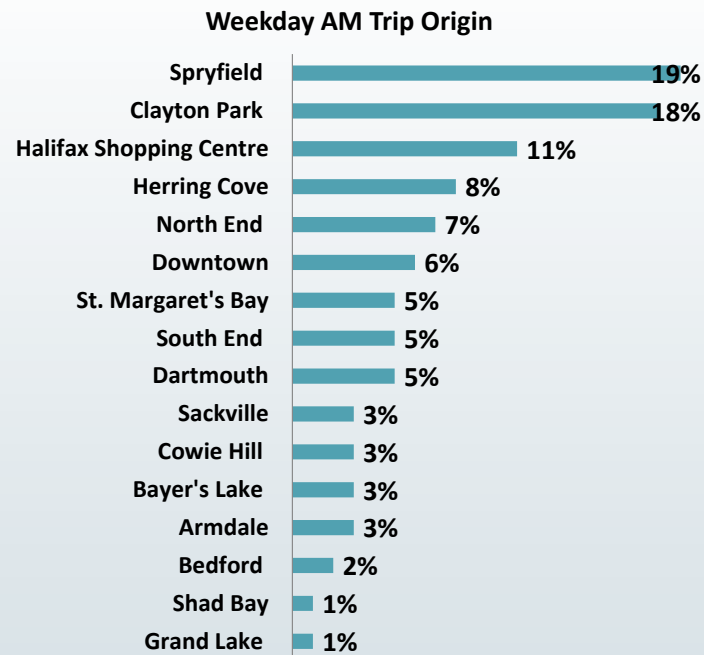 Weekday AM Trip Origin
Spryfield 19%
Clayton Park 18%
Halifax Shopping Centre 11%
Herring Cove 8%
North End 7%
Downtown 6%
St. Margaret's Bay 5%
South End 5%
Dartmouth 5%
Sackville 3%
Cowie Hill 3%
Bayer's Lake 3%
Armdale 3%
Bedford 2%
Shad Bay 1%
Grand Lake 1%